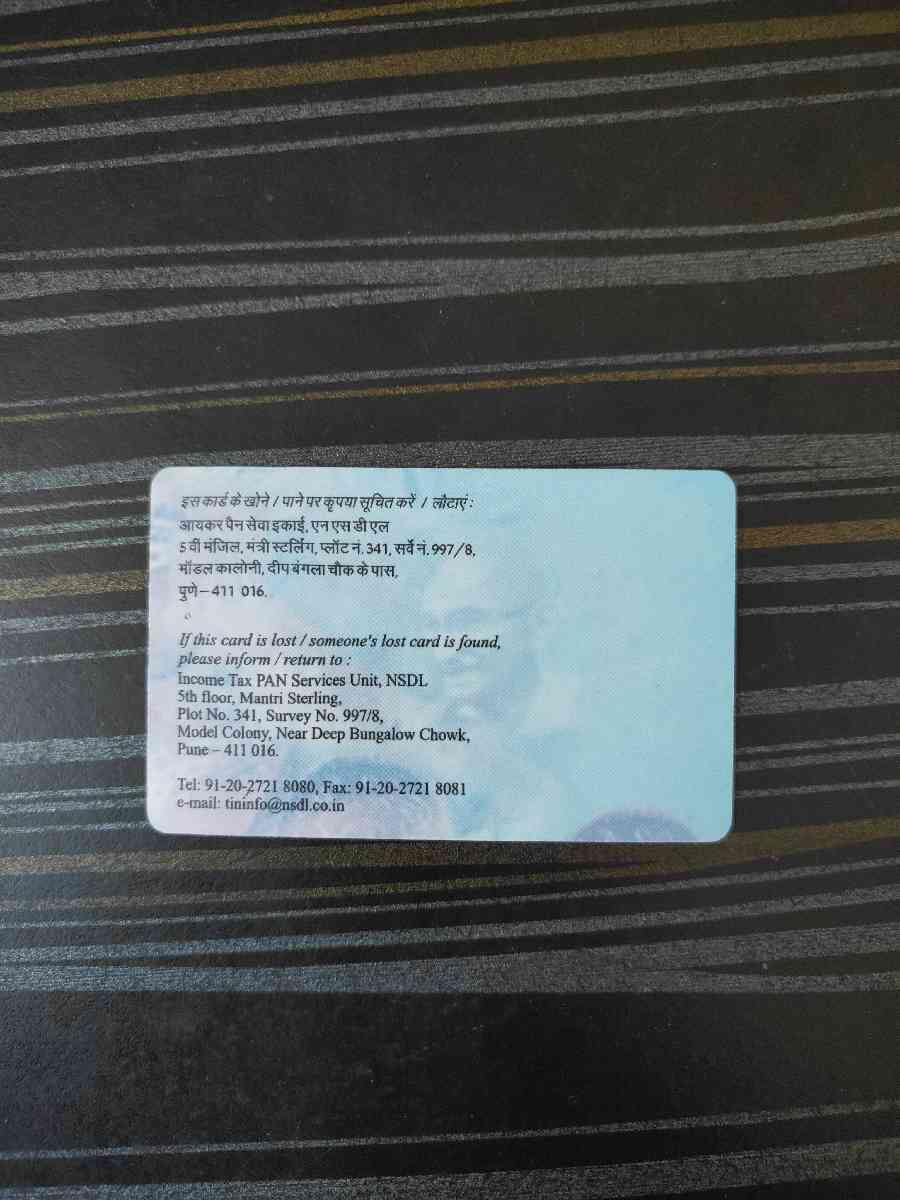 इस कार्ड के खोने / पाने पर कृपया सूचित करें / लौटाएं :
आयकर पैन सेवा इकाई, एन एस डी एल
5 वी मंजिल, मंत्री स्टर्लिंग, प्लॉट नं. 341, सर्वे नं. 997/8,
मॉडल कालोनी, दीप बंगला चौक के पास,
पुणे – 411 016.
If this card is lost / someone's lost card is found,
please inform / return to :
Income Tax PAN Services Unit, NSDL
5th floor, Mantri Sterling,
Plot No. 341, Survey No. 997/8,
Model Colony, Near Deep Bungalow Chowk,
Pune – 411 016.
Tel: 91-20-2721 8080, Fax: 91-20-2721 8081
e-mail: tininfo@nsdl.co.in